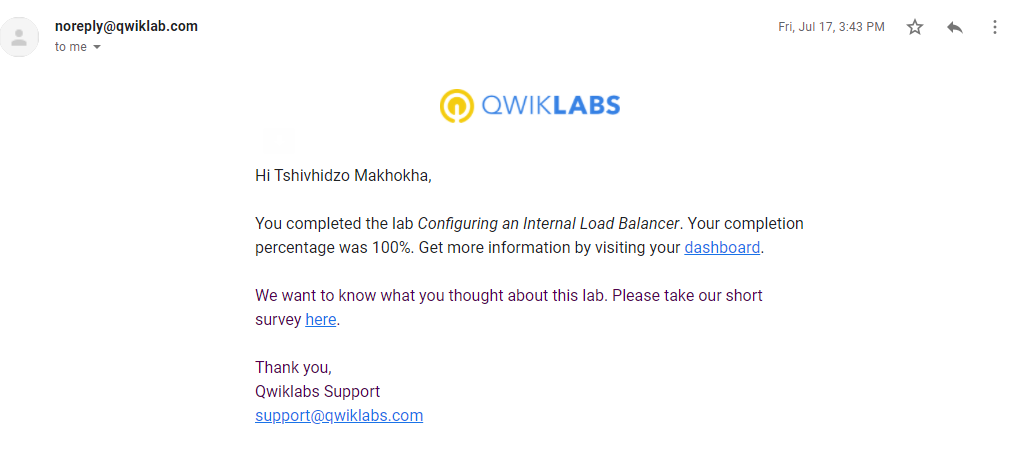 noreply@qwiklab.com
Fri, Jul 17, 3:43 PM
to me
QWIKLABS
Hi Tshivhidzo Makhokha,
You completed the lab Configuring an Internal Load Balancer. Your completion
percentage was 100%. Get more information by visiting your dashboard.
We want to know what you thought about this lab. Please take our short
survey here.
Thank you,
Qwiklabs Support
support@qwiklabs.com